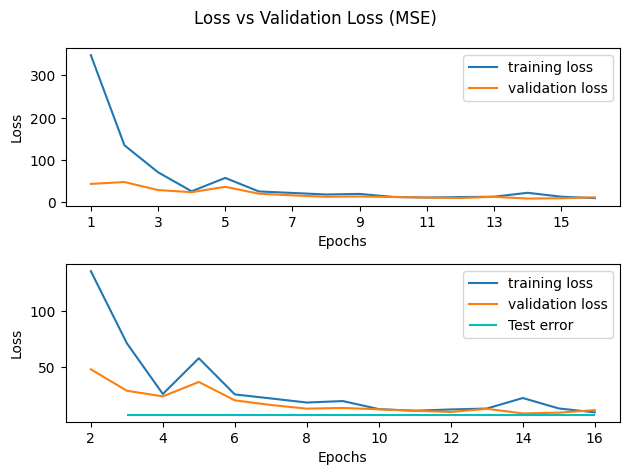 Loss vs Validation Loss (MSE)
training loss
validation loss
300
200
100
0
Loss
1 3 5 7 9 11 13 15
Epochs
training loss
validation loss
Test error
100
50
Loss
2 4 6 8 10 12 14 16
Epochs